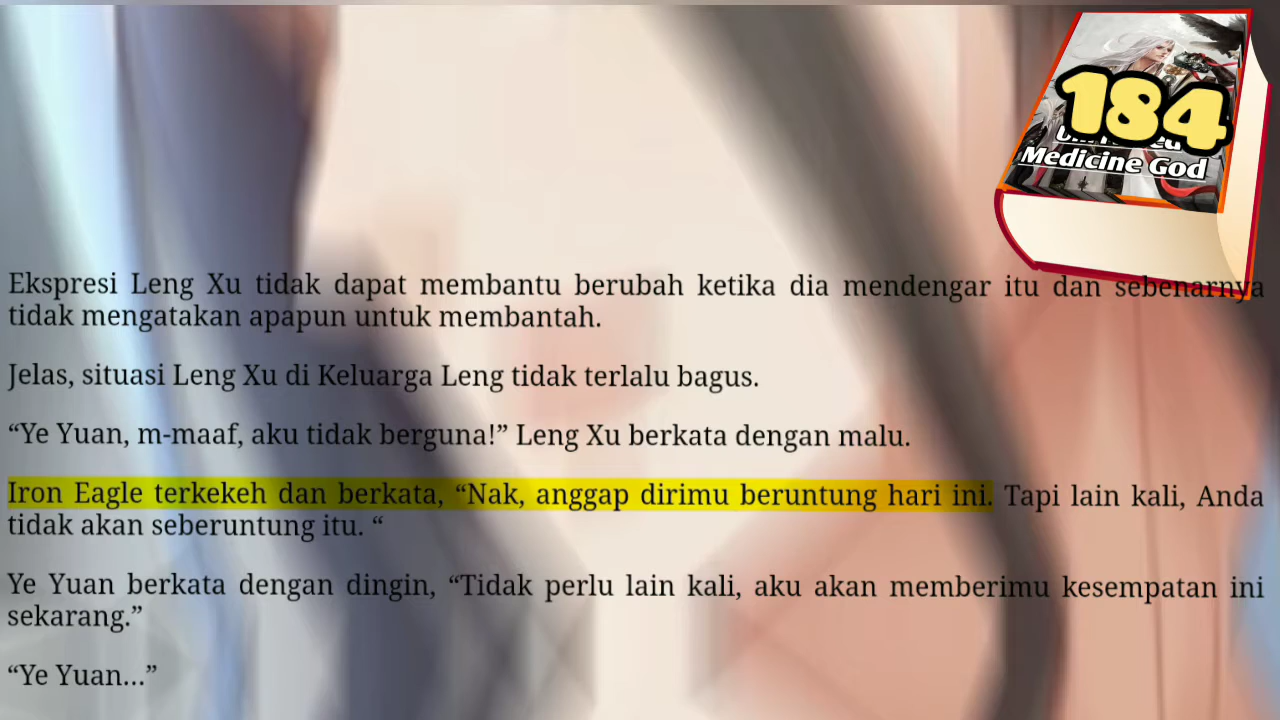 184
Medicine God
Ekspresi Leng Xu tidak dapat membantu berubah ketika dia mendengar itu dan sebenarnya
tidak mengatakan apapun untuk membantah.
Jelas, situasi Leng Xu di Keluarga Leng tidak terlalu bagus.
“Ye Yuan, m-maaf, aku tidak berguna!” Leng Xu berkata dengan malu.
Iron Eagle terkekeh dan berkata, “Nak, anggap dirimu beruntung hari ini. Tapi lain kali, Anda
tidak akan seberuntung itu. “
Ye Yuan berkata dengan dingin, “Tidak perlu lain kali, aku akan memberimu kesempatan ini
sekarang.”
“Ye Yuan…”